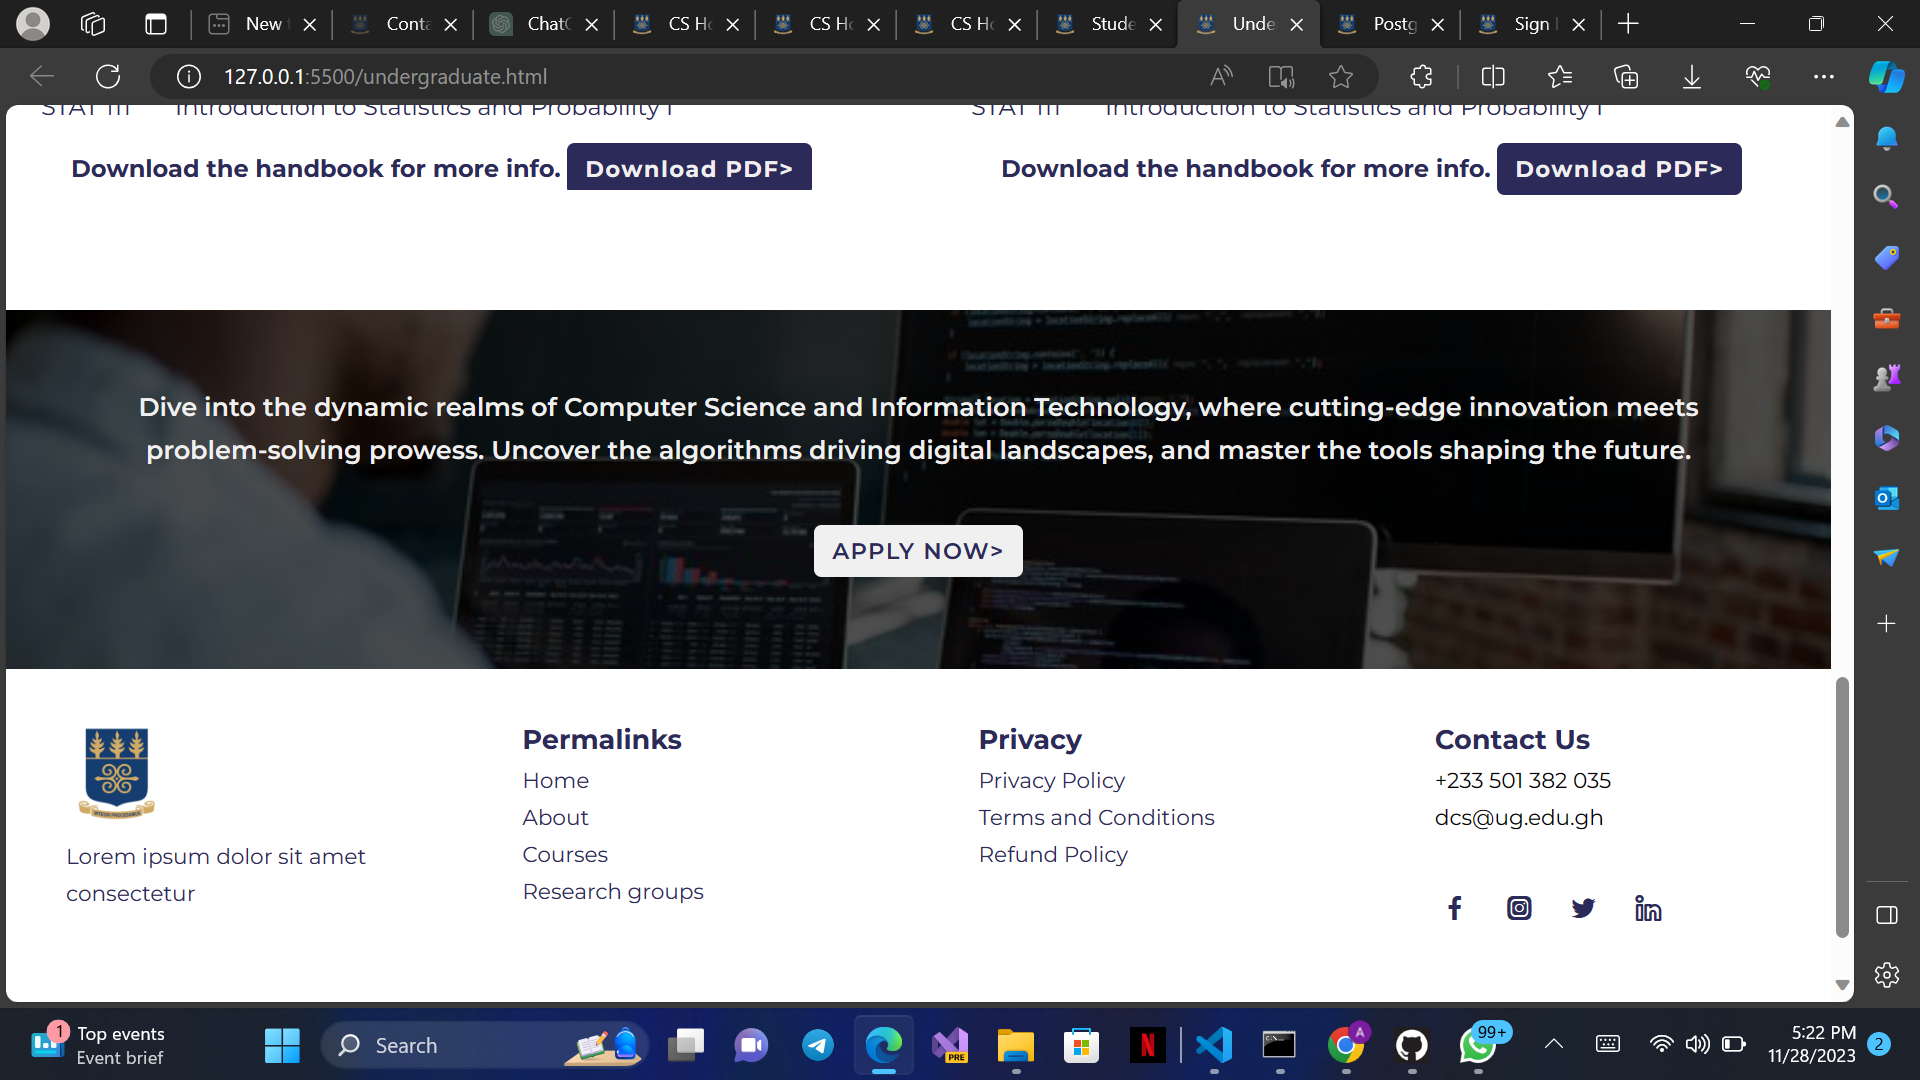 New
Conta
ChatG
CS Ho
CS Ho
CS Ho
Stude
Unde
Postg
Sign
127.0.0.1:5500/undergraduate.html
STAT 111 Introduction to Statistics and Probability I
STAT 111 Introduction to Statistics and Probability I
Download the handbook for more info. Download PDF>
Download the handbook for more info. Download PDF>
Dive into the dynamic realms of Computer Science and Information Technology, where cutting-edge innovation meets
problem-solving prowess. Uncover the algorithms driving digital landscapes, and master the tools shaping the future.
APPLY NOW>
INTEGRI PROCEDAMUS
Lorem ipsum dolor sit amet
consectetur
Permalinks
Home
About
Courses
Research groups
Privacy
Privacy Policy
Terms and Conditions
Refund Policy
Contact Us
+233 501 382 035
dcs@ug.edu.gh
1
Top events
Event brief
Search
PRE
N
A
99+
5:22 PM
11/28/2023
2